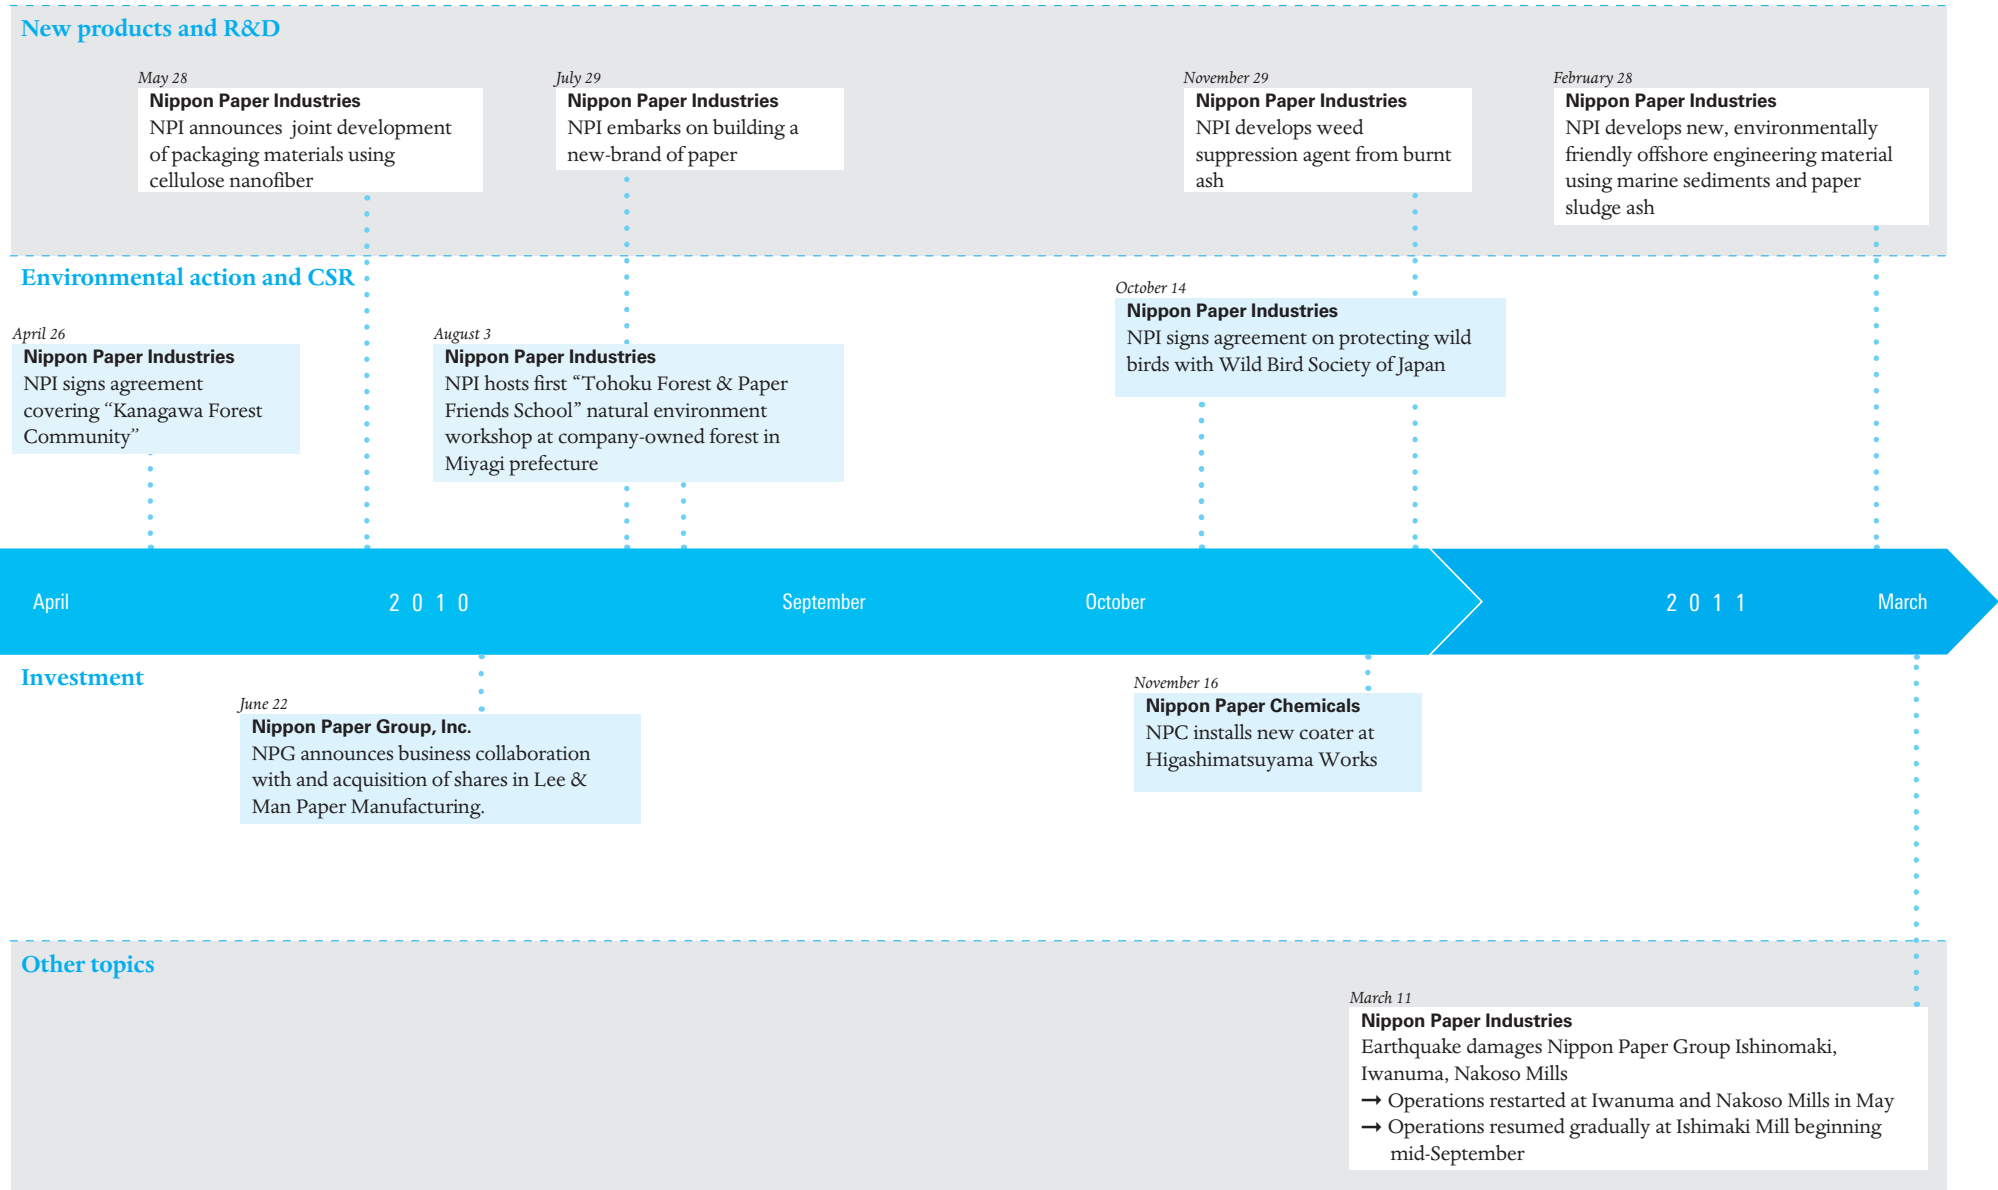 New products and R&D
May 28
Nippon Paper Industries
NPI announces  joint development
of packaging materials using
cellulose nanofiber
July 29
Nippon Paper Industries
NPI embarks on building a
new-brand of paper
November 29
Nippon Paper Industries
NPI develops weed
suppression agent from burnt
ash
February 28
Nippon Paper Industries
NPI develops new, environmentally
friendly offshore engineering material
using marine sediments and paper
sludge ash
Environmental action and CSR
April 26
Nippon Paper Industries
NPI signs agreement
covering “Kanagawa Forest
Community”
August 3
Nippon Paper Industries
NPI hosts first “Tohoku Forest & Paper
Friends School” natural environment
workshop at company-owned forest in
Miyagi prefecture
October 14
Nippon Paper Industries
NPI signs agreement on protecting wild
birds with Wild Bird Society of Japan
April 2010 September October 2011 March
Investment
June 22
Nippon Paper Group, Inc.
NPG announces business collaboration
with and acquisition of shares in Lee &
Man Paper Manufacturing.
November 16
Nippon Paper Chemicals
NPC installs new coater at
Higashimatsuyama Works
Other topics
March 11
Nippon Paper Industries
Earthquake damages Nippon Paper Group Ishinomaki,
Iwanuma, Nakoso Mills
→ Operations restarted at Iwanuma and Nakoso Mills in May
→ Operations resumed gradually at Ishimaki Mill beginning
mid-September